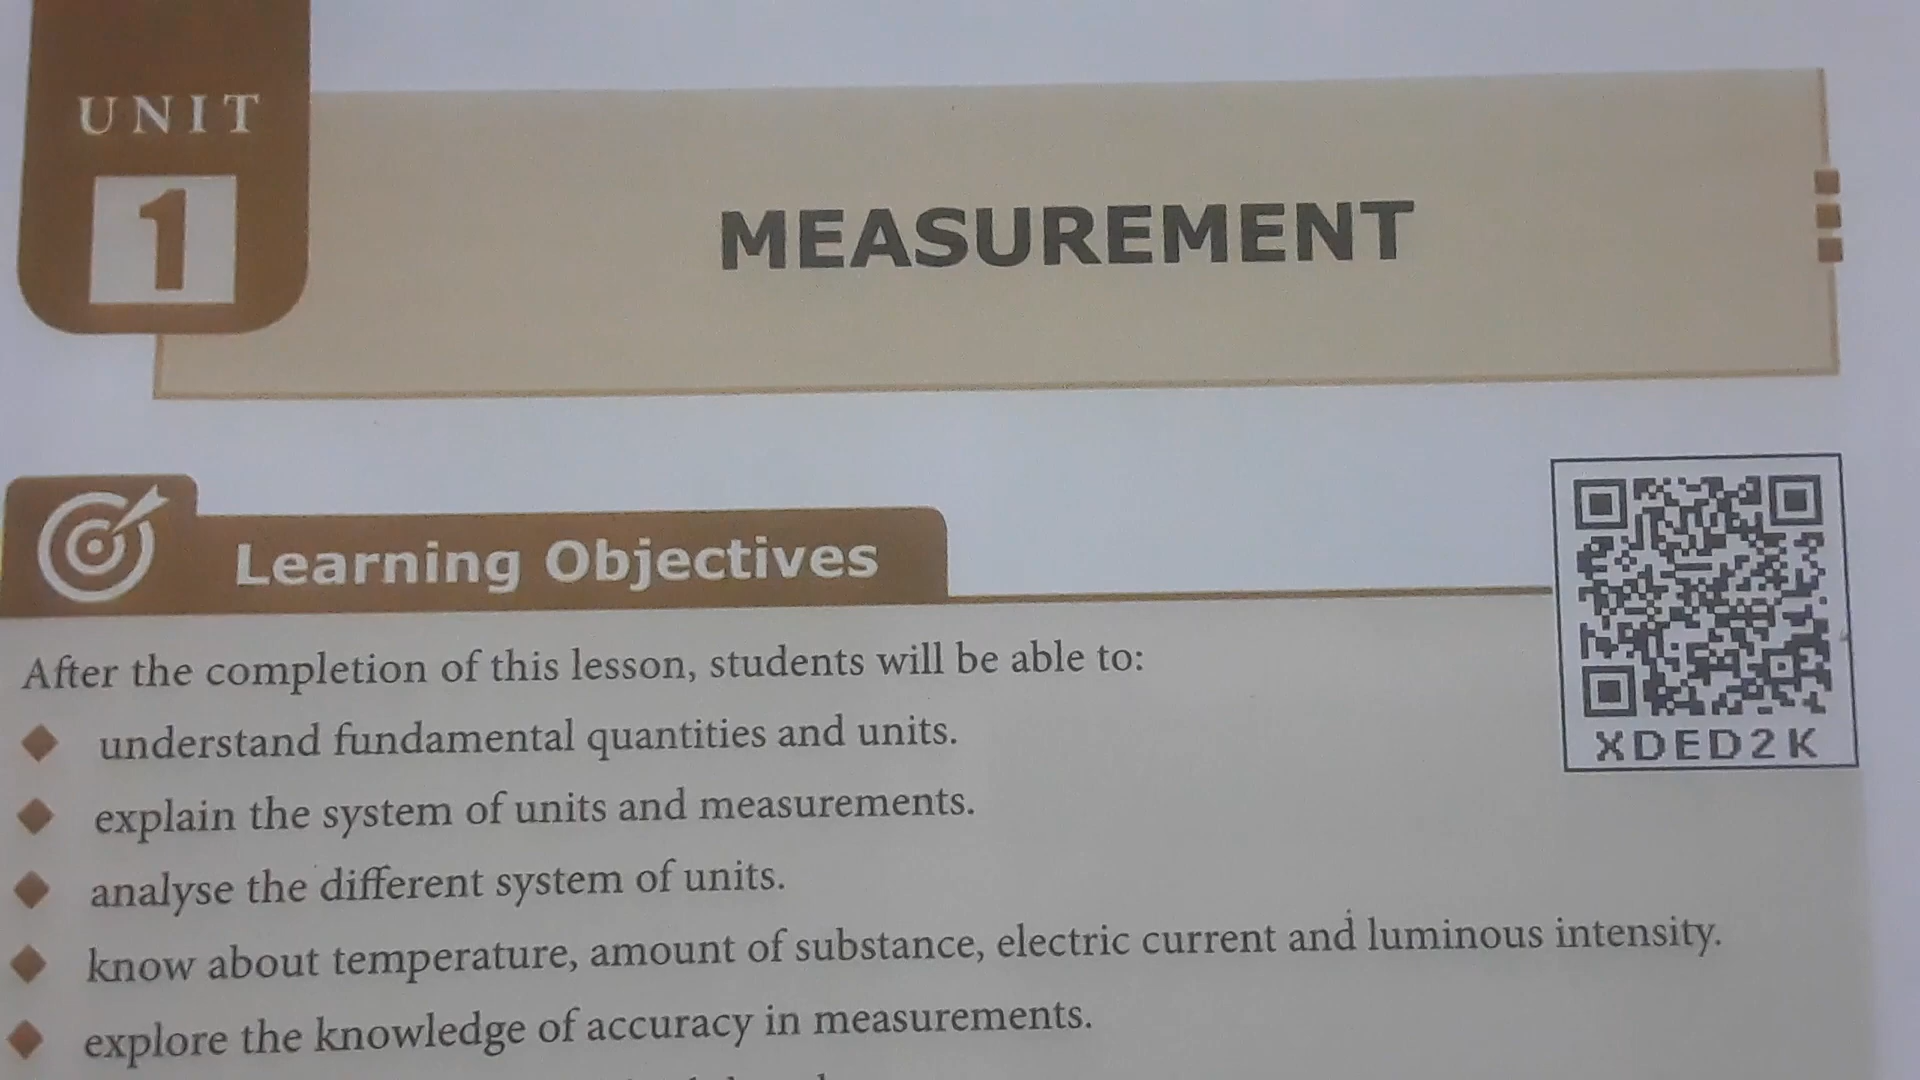 UNIT
1
MEASUREMENT
Learning Objectives
XDED2K
After the completion of this lesson, students will be able to:
understand fundamental quantities and units.
explain the system of units and measurements.
analyse the different system of units.
know about temperature, amount of substance, electric current and luminous intensity.
explore the knowledge of accuracy in measurements.